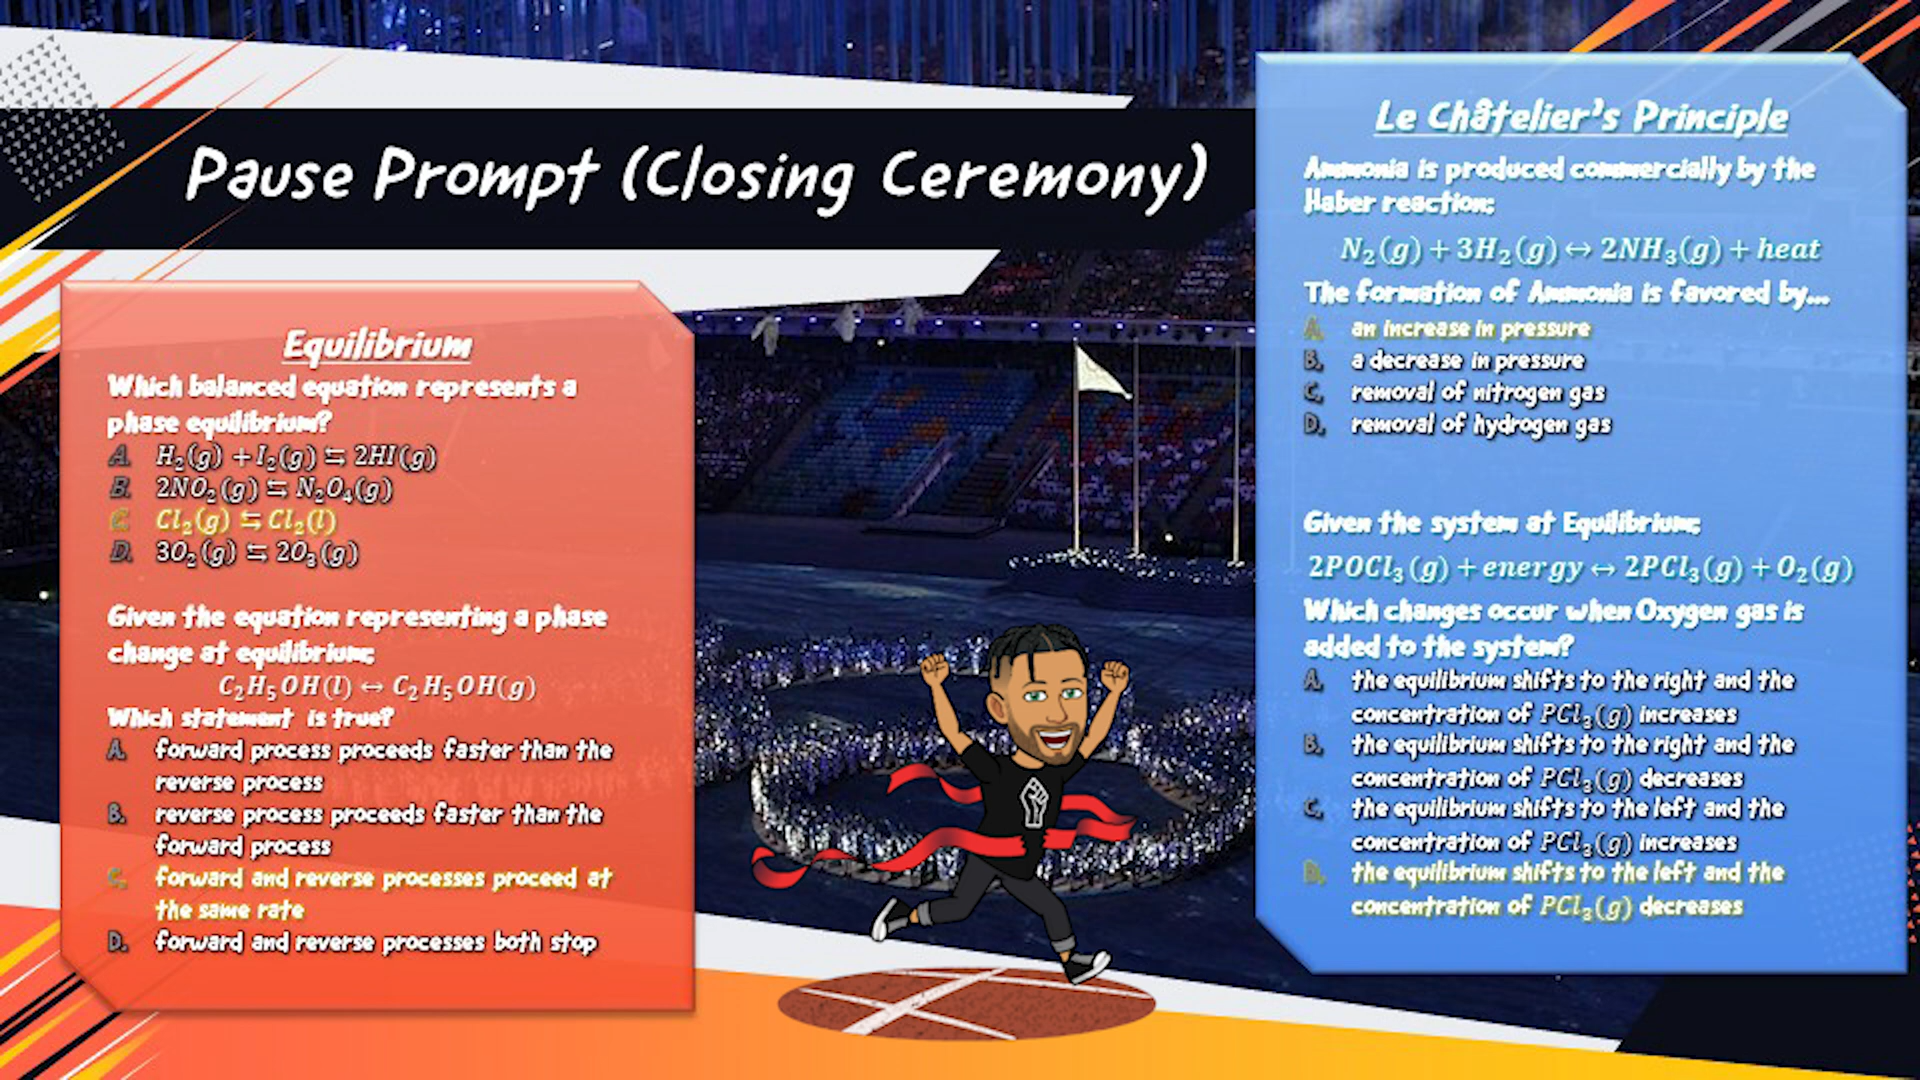 Pause Prompt (Closing Ceremony)
Equilibrium
Which balanced equation represents a
phase equilibrium?
A. H₂(g) + I₂(g) ⇆ 2HI(g)
B. 2NO₂(g) ⇆ N₂O₄(g)
C. Cl₂(g) ⇆ Cl₂(l)
D. 3O₂(g) ⇆ 2O₃(g)
Given the equation representing a phase
change at equilibrium:
C₂H₅OH(l) ↔ C₂H₅OH(g)
Which statement is true?
A. forward process proceeds faster than the
reverse process
B. reverse process proceeds faster than the
forward process
C. forward and reverse processes proceed at
the same rate
D. forward and reverse processes both stop
Le Châtelier's Principle
Ammonia is produced commercially by the
Haber reaction:
N₂(g) + 3H₂(g) ↔ 2NH₃(g) + heat
The formation of Ammonia is favored by...
A. an increase in pressure
B. a decrease in pressure
C. removal of nitrogen gas
D. removal of hydrogen gas
Given the system at Equilibrium:
2POCl₃(g) + energy ↔ 2PCl₃(g) + O₂(g)
Which changes occur when Oxygen gas is
added to the system?
A. the equilibrium shifts to the right and the
concentration of PCl₃(g) increases
B. the equilibrium shifts to the right and the
concentration of PCl₃(g) decreases
C. the equilibrium shifts to the left and the
concentration of PCl₃(g) increases
D. the equilibrium shifts to the left and the
concentration of PCl₃(g) decreases